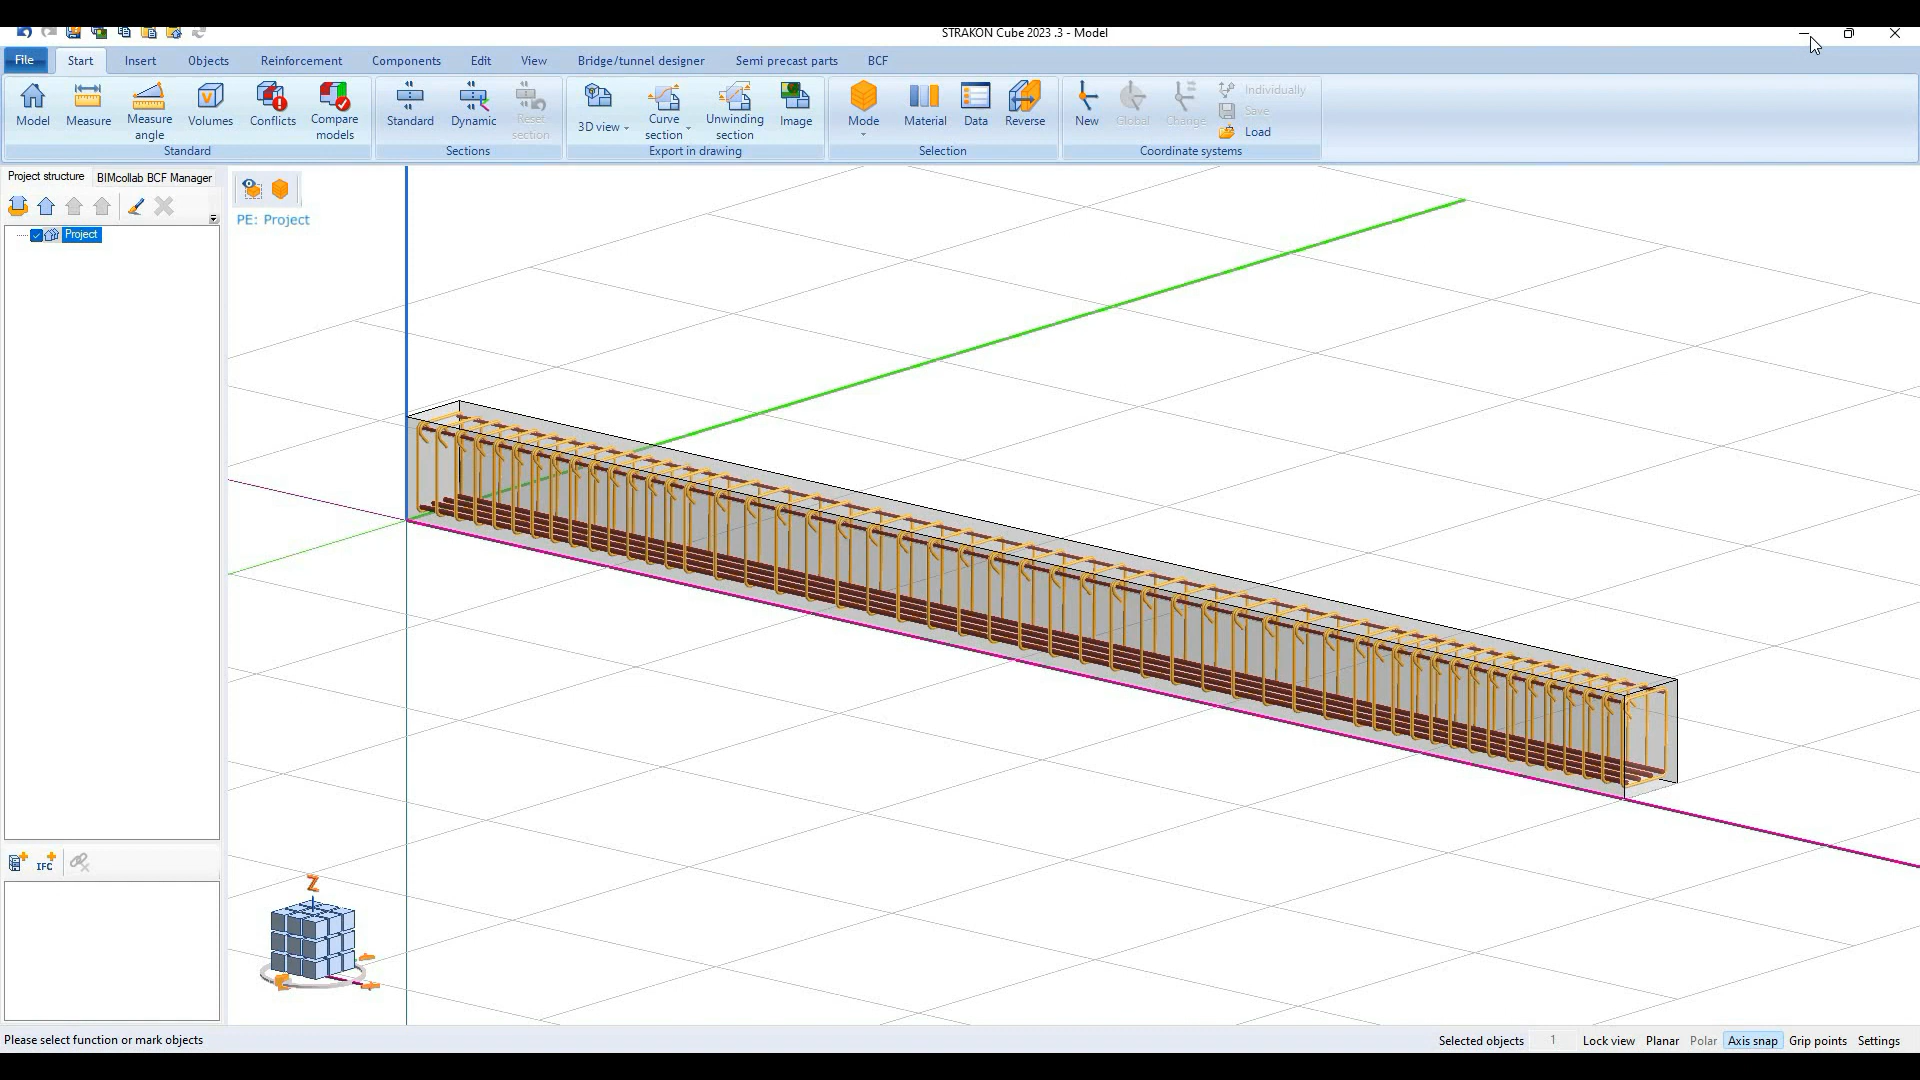 STRAKON Cube 2023 .3 - Model
File Start Insert Objects Reinforcement Components Edit View Bridge/tunnel designer Semi precast parts BCF
Model Measure Measure angle Volumes Conflicts Compare models
Standard Dynamic Reset section
3D view Curve section Unwinding section Image
Mode Material Data Reverse
New Global Change Individually
Save
Load
Standard Sections Export in drawing Selection Coordinate systems
Project structure BIMcollab BCF Manager
PE: Project
Project
IFC
Z
Please select function or mark objects Selected objects 1 Lock view Planar Polar Axis snap Grip points Settings